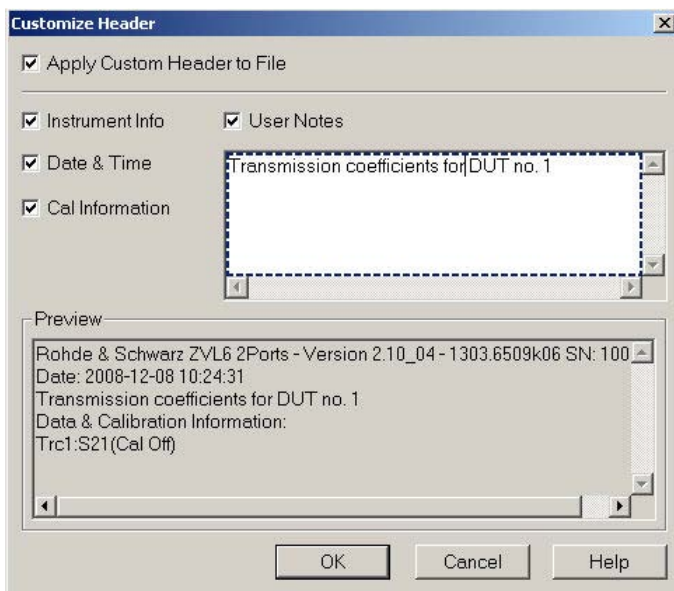 Customize Header
Apply Custom Header to File
Instrument Info
User Notes
Date & Time
Transmission coefficients for DUT no. 1
Cal Information
Preview
Rohde & Schwarz ZVL6 2Ports - Version 2.10_04 - 1303.6509k06 SN: 100
Date: 2008-12-08 10:24:31
Transmission coefficients for DUT no. 1
Data & Calibration Information:
Trc1:S21(Cal Off)
OK
Cancel
Help